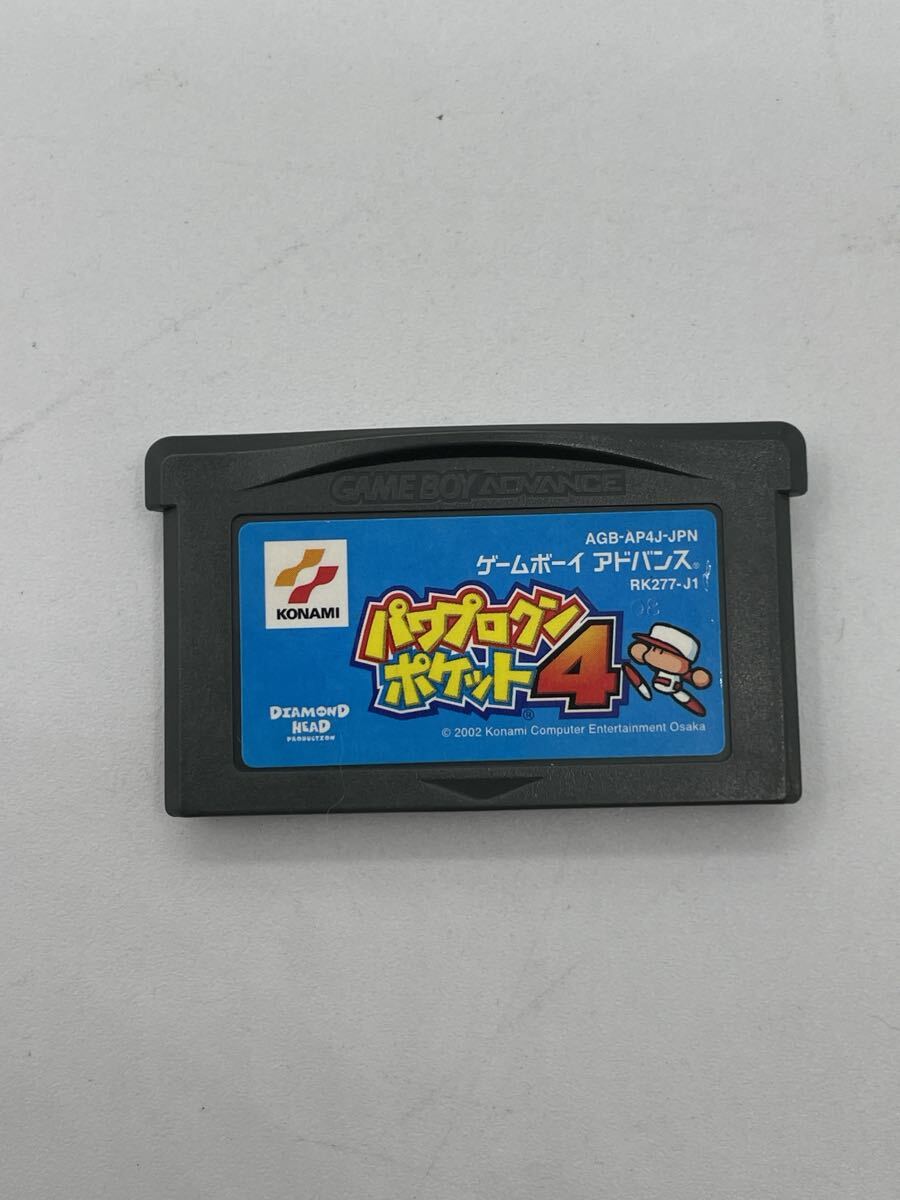 GAME BOY ADVANCE
AGB-AP4J-JPN
ゲームボーイ アドバンス®
RK277-J1
08
KONAMI
パワプロクン
ポケット4®
DIAMOND
HEAD
PRODUCTION
© 2002 Konami Computer Entertainment Osaka